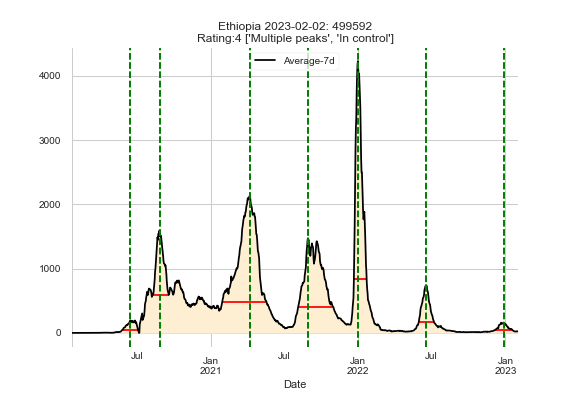 Ethiopia 2023-02-02: 499592
Rating:4 ['Multiple peaks', 'In control']
Average-7d
4000
3000
2000
1000
0
Jul
Jan
2021
Jul
Jan
2022
Jul
Jan
2023
Date